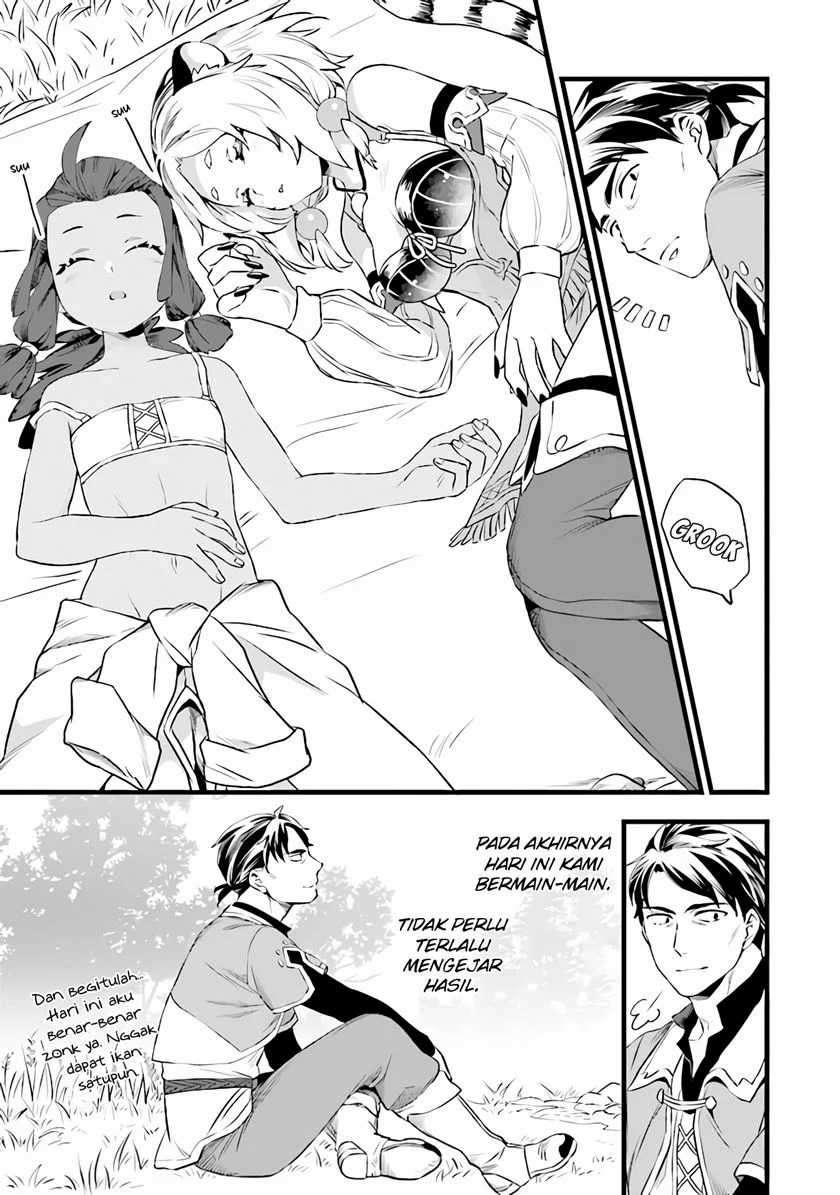 GROOK
suu
suu
PADA AKHIRNYA
HARI INI KAMI
BERMAIN-MAIN.
TIDAK PERLU
TERLALU
MENGEJAR
HASIL.
Dan Begitulah...
Hari ini aku
Benar-Benar
zonk ya. Nggak
dapat ikan
satupun.